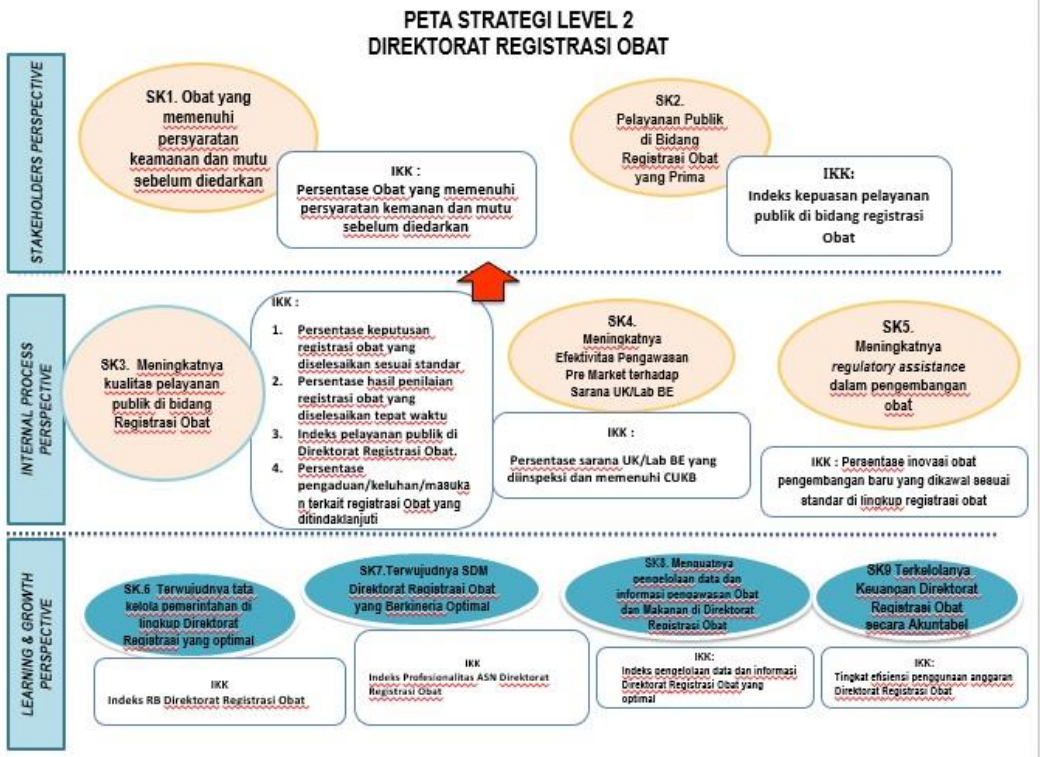 PETA STRATEGI LEVEL 2
DIREKTORAT REGISTRASI OBAT
STAKEHOLDERS PERSPECTIVE
SK1. Obat yang
memenuhi
persyaratan
keamanan dan mutu
sebelum diedarkan
IKK :
Persentase Obat yang memenuhi
persyaratan kemanan dan mutu
sebelum diedarkan
SK2.
Pelayanan Publik
di Bidang
Registrasi Obat
yang Prima
IKK:
Indeks kepuasan pelayanan
publik di bidang registrasi
Obat
INTERNAL PROCESS
PERSPECTIVE
SK3. Meningkatnya
kualitas pelayanan
publik di bidang
Registrasi Obat
IKK :
1. Persentase keputusan
registrasi obat yang
diselesaikan sesuai standar
2. Persentase hasil penilaian
registrasi obat yang
diselesaikan tepat waktu
3. Indeks pelayanan publik di
Direktorat Registrasi Obat.
4. Persentase
pengaduan/keluhan/masuka
n terkait registrasi Obat yang
ditindaklanjuti
SK4.
Meningkatnya
Efektivitas Pengawasan
Pre Market terhadap
Sarana UK/Lab BE
IKK :
Persentase sarana UK/Lab BE yang
diinspeksi dan memenuhi CUKB
SK5.
Meningkatnya
regulatory assistance
dalam pengembangan
obat
IKK : Persentase inovasi obat
pengembangan baru yang dikawal sesuai
standar di lingkup registrasi obat
LEARNING & GROWTH
PERSPECTIVE
SK.6 Terwujudnya tata
kelola pemerintahan di
lingkup Direktorat
Registrasi yang optimal
IKK
Indeks RB Direktorat Registrasi Obat
SK7.Terwujudnya SDM
Direktorat Registrasi Obat
yang Berkinerja Optimal
IKK
Indeks Profesionalitas ASN Direktorat
Registrasi Obat
SK8. Menguatnya
pengelolaan data dan
informasi pengawasan Obat
dan Makanan di Direktorat
Registrasi Obat
IKK:
Indeks pengelolaan data dan informasi
Direktorat Registrasi Obat yang
optimal
SK9 Terkelolanya
Keuangan Direktorat
Registrasi Obat
secara Akuntabel
IKK:
Tingkat efisiensi penggunaan anggaran
Direktorat Registrasi Obat